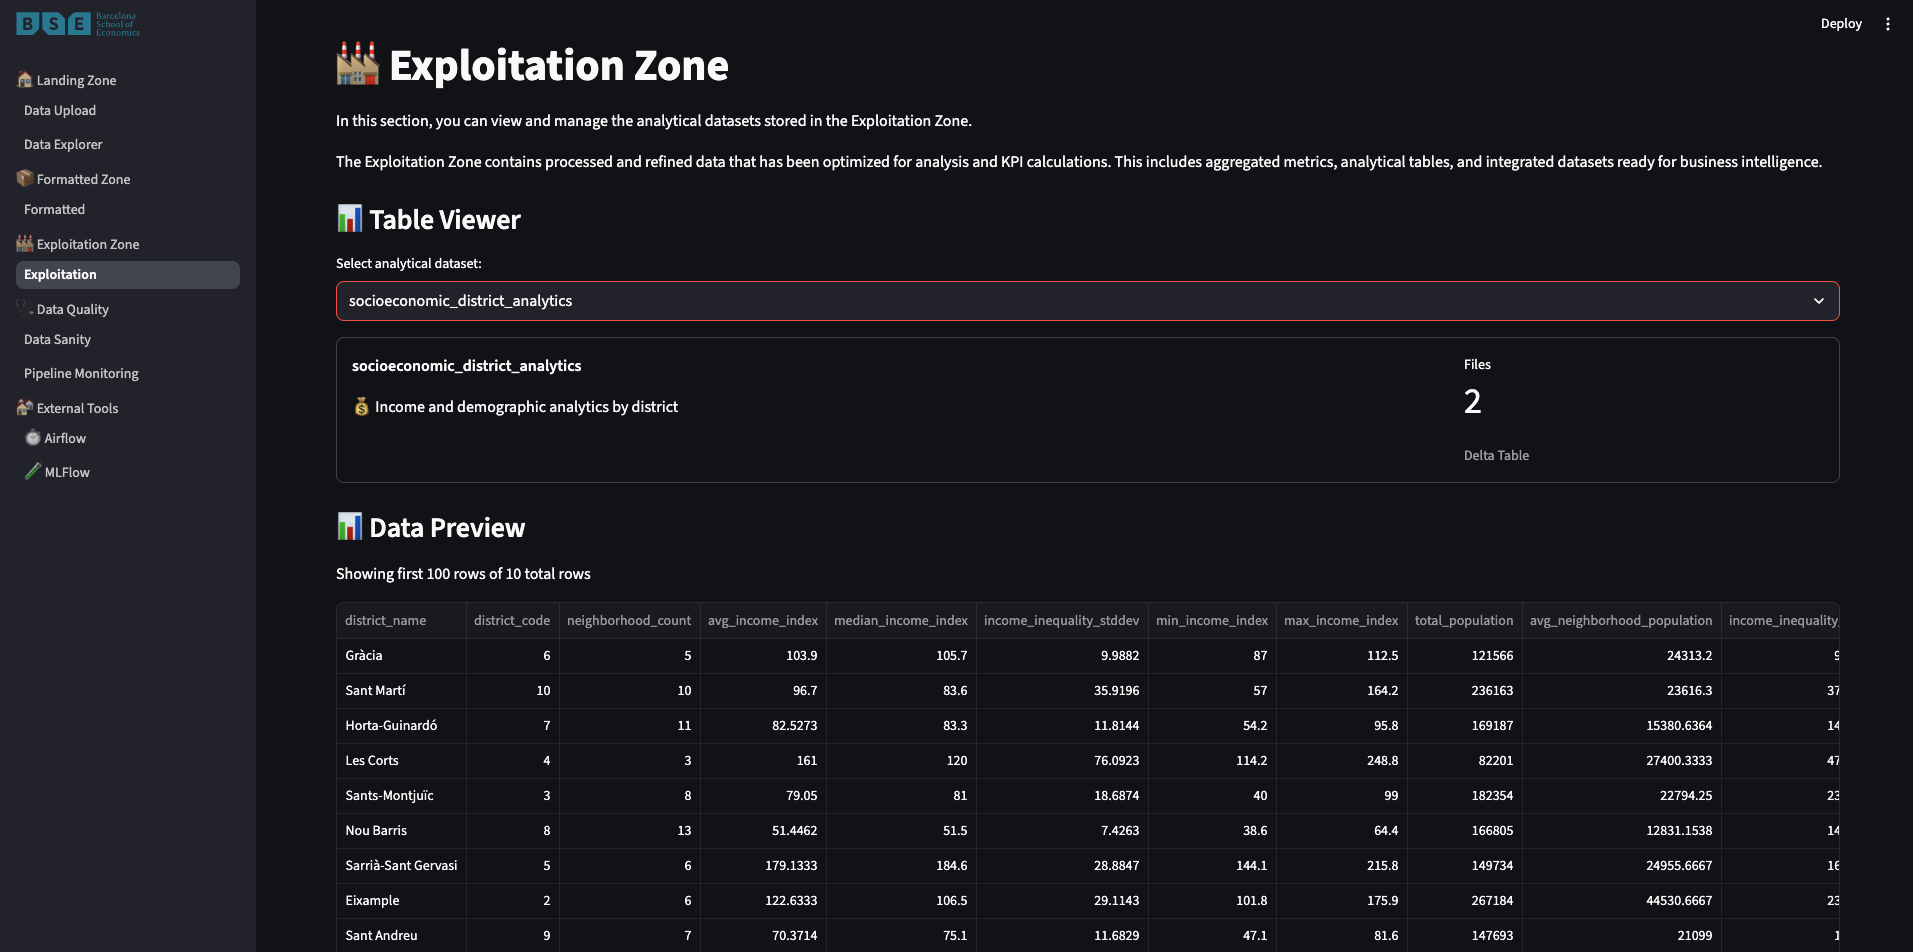 BSE Barcelona School of Economics
Landing Zone
Data Upload
Data Explorer
Formatted Zone
Formatted
Exploitation Zone
Exploitation
Data Quality
Data Sanity
Pipeline Monitoring
External Tools
Airflow
MLFlow
Deploy
Exploitation Zone
In this section, you can view and manage the analytical datasets stored in the Exploitation Zone.
The Exploitation Zone contains processed and refined data that has been optimized for analysis and KPI calculations. This includes aggregated metrics, analytical tables, and integrated datasets ready for business intelligence.
Table Viewer
Select analytical dataset:
socioeconomic_district_analytics
socioeconomic_district_analytics
Income and demographic analytics by district
Files
2
Delta Table
Data Preview
Showing first 100 rows of 10 total rows
district_name district_code neighborhood_count avg_income_index median_income_index income_inequality_stddev min_income_index max_income_index total_population avg_neighborhood_population income_inequality_
Gràcia 6 5 103.9 105.7 9.9882 87 112.5 121566 24313.2 9
Sant Martí 10 10 96.7 83.6 35.9196 57 164.2 236163 23616.3 37
Horta-Guinardó 7 11 82.5273 83.3 11.8144 54.2 95.8 169187 15380.6364 14
Les Corts 4 3 161 120 76.0923 114.2 248.8 82201 27400.3333 47
Sants-Montjuïc 3 8 79.05 81 18.6874 40 99 182354 22794.25 23
Nou Barris 8 13 51.4462 51.5 7.4263 38.6 64.4 166805 12831.1538 14
Sarrià-Sant Gervasi 5 6 179.1333 184.6 28.8847 144.1 215.8 149734 24955.6667 16
Eixample 2 6 122.6333 106.5 29.1143 101.8 175.9 267184 44530.6667 23
Sant Andreu 9 7 70.3714 75.1 11.6829 47.1 81.6 147693 21099 1